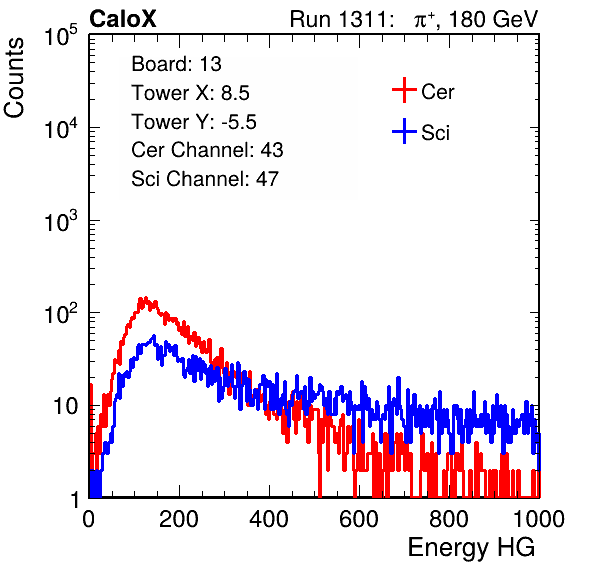 CaloX Run 1311: π⁺, 180 GeV
Counts
10⁵
10⁴
10³
10²
10
1
Board: 13
Tower X: 8.5
Tower Y: -5.5
Cer Channel: 43
Sci Channel: 47
Cer
Sci
0 200 400 600 800 1000
Energy HG